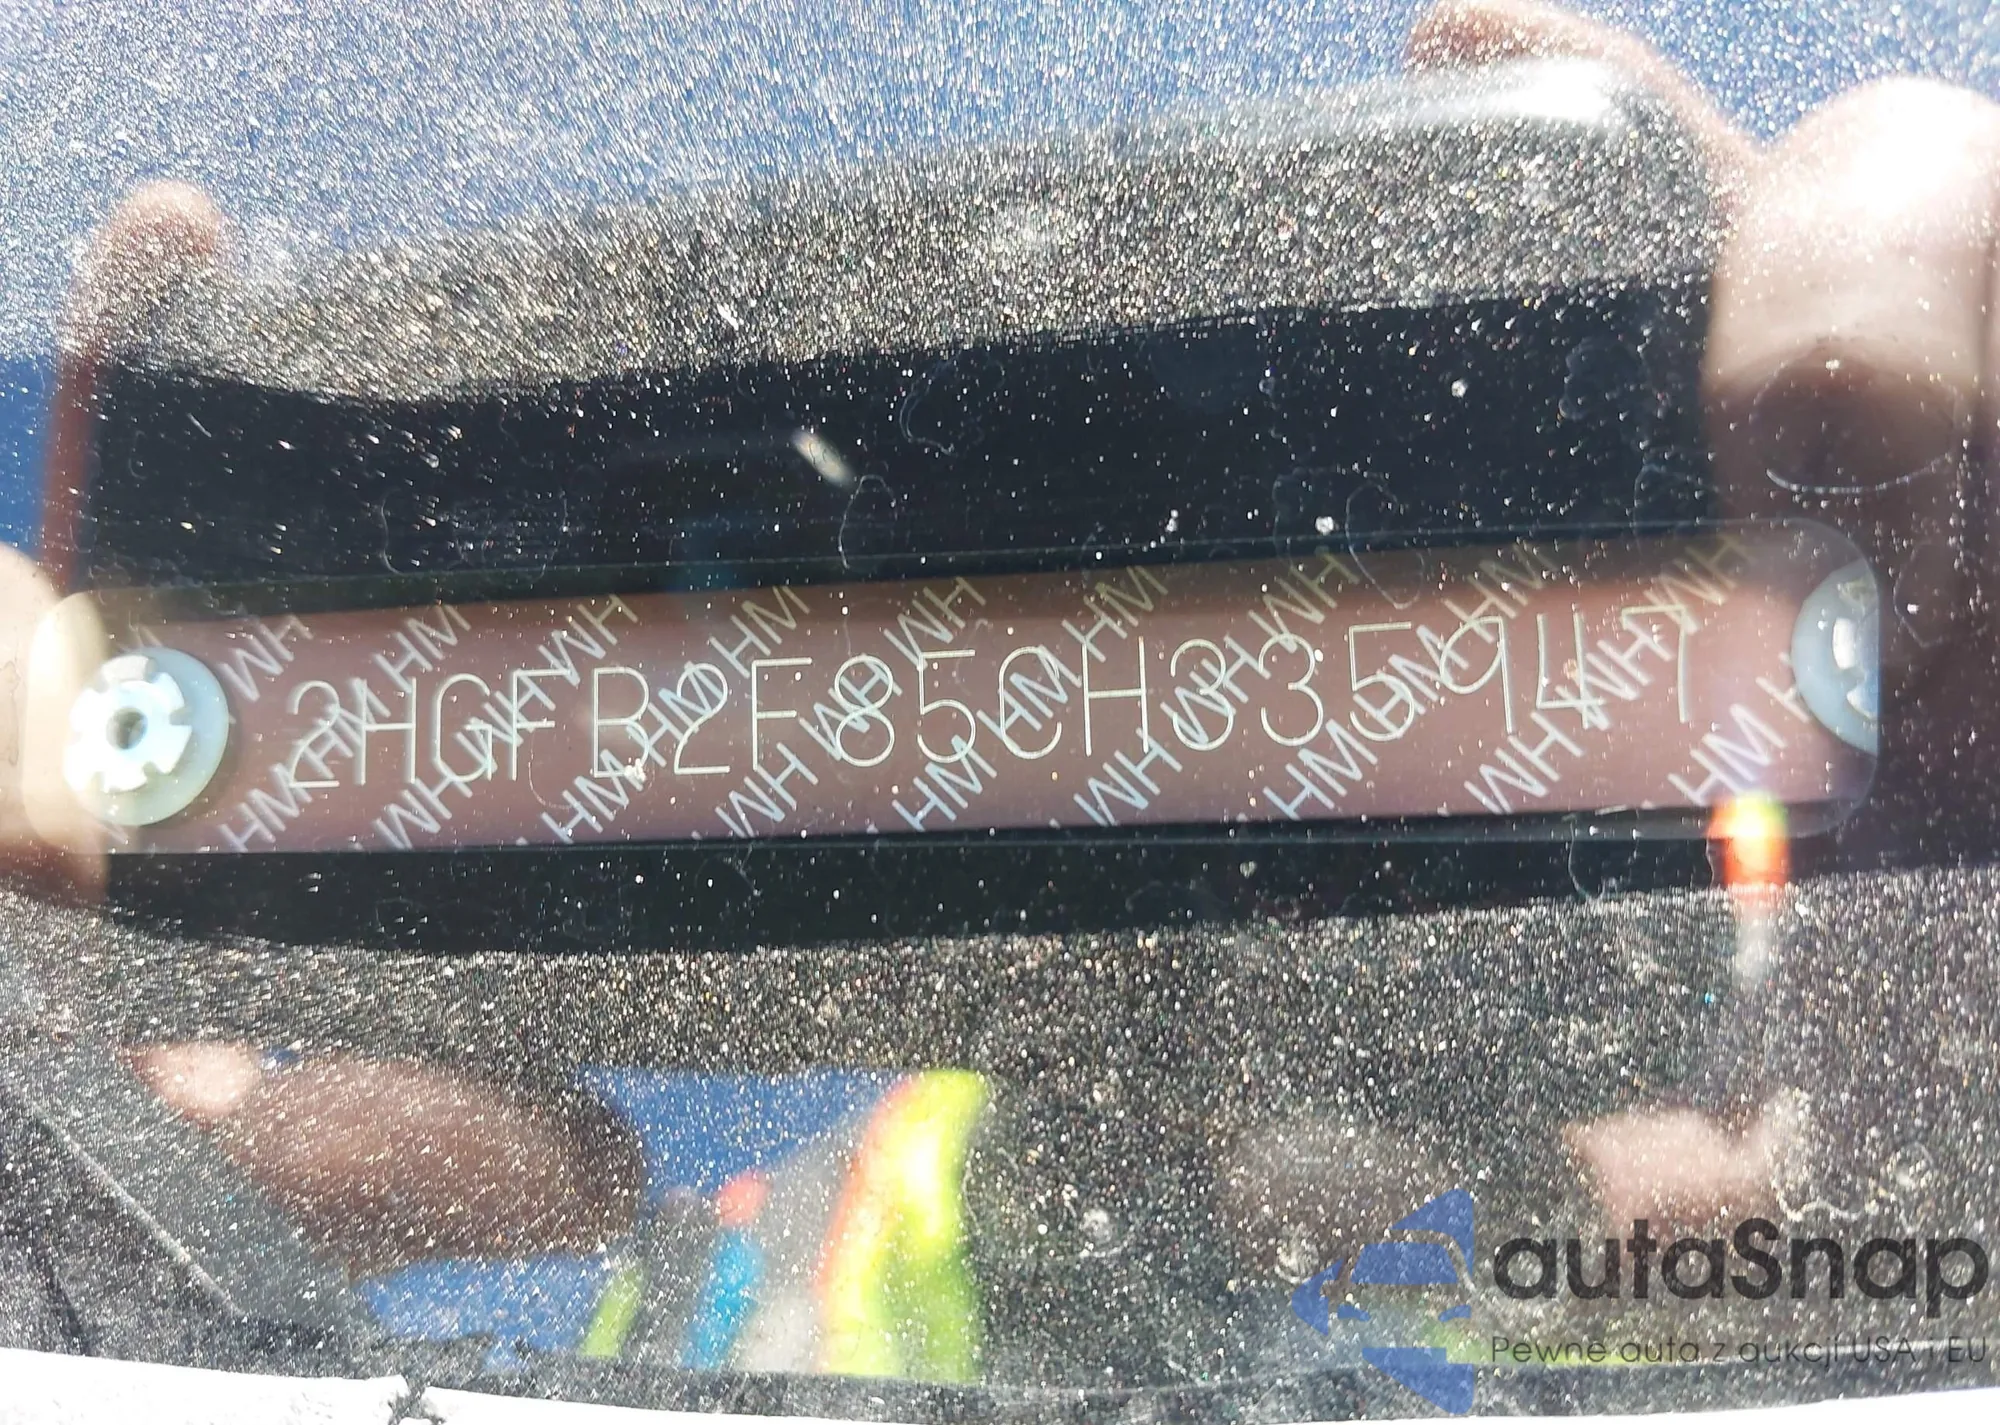 2HGFB2F85CH335947
autaSnap
Pewne auta z aukcji USA i EU